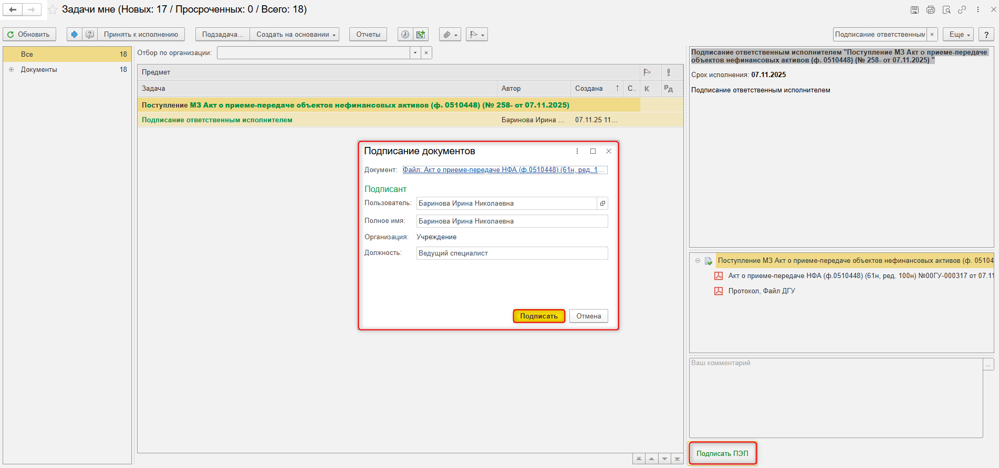 Задачи мне (Новых: 17 / Просроченных: 0 / Всего: 18)
Обновить
Принять к исполнению
Подзадача...
Создать на основании
Отчеты
Подписание ответственным
×
Еще
?
Все 18
Документы 18
Отбор по организации:
Предмет
Задача Автор Создана ↑ С.. К Рд
Поступление МЗ Акт о приеме-передаче объектов нефинансовых активов (ф. 0510448) (№ 258- от 07.11.2025)
Подписание ответственным исполнителем Баринова Ирина ... 07.11.25 11...
Подписание документов
Документ: Файл: Акт о приеме-передаче НФА (ф.0510448) (61н, ред. 1...
Подписант
Пользователь: Баринова Ирина Николаевна
Полное имя: Баринова Ирина Николаевна
Организация: Учреждение
Должность: Ведущий специалист
Подписать
Отмена
Подписание ответственным исполнителем "Поступление МЗ Акт о приеме-передаче
объектов нефинансовых активов (ф. 0510448) (№ 258- от 07.11.2025) "
Срок исполнения: 07.11.2025
Подписание ответственным исполнителем
Поступление МЗ Акт о приеме-передаче объектов нефинансовых активов (ф. 05104
Акт о приеме-передаче НФА (ф.0510448) (61н, ред. 100н) №00ГУ-000317 от 07.11
Протокол, Файл ДГУ
Ваш комментарий
...
Подписать ПЭП